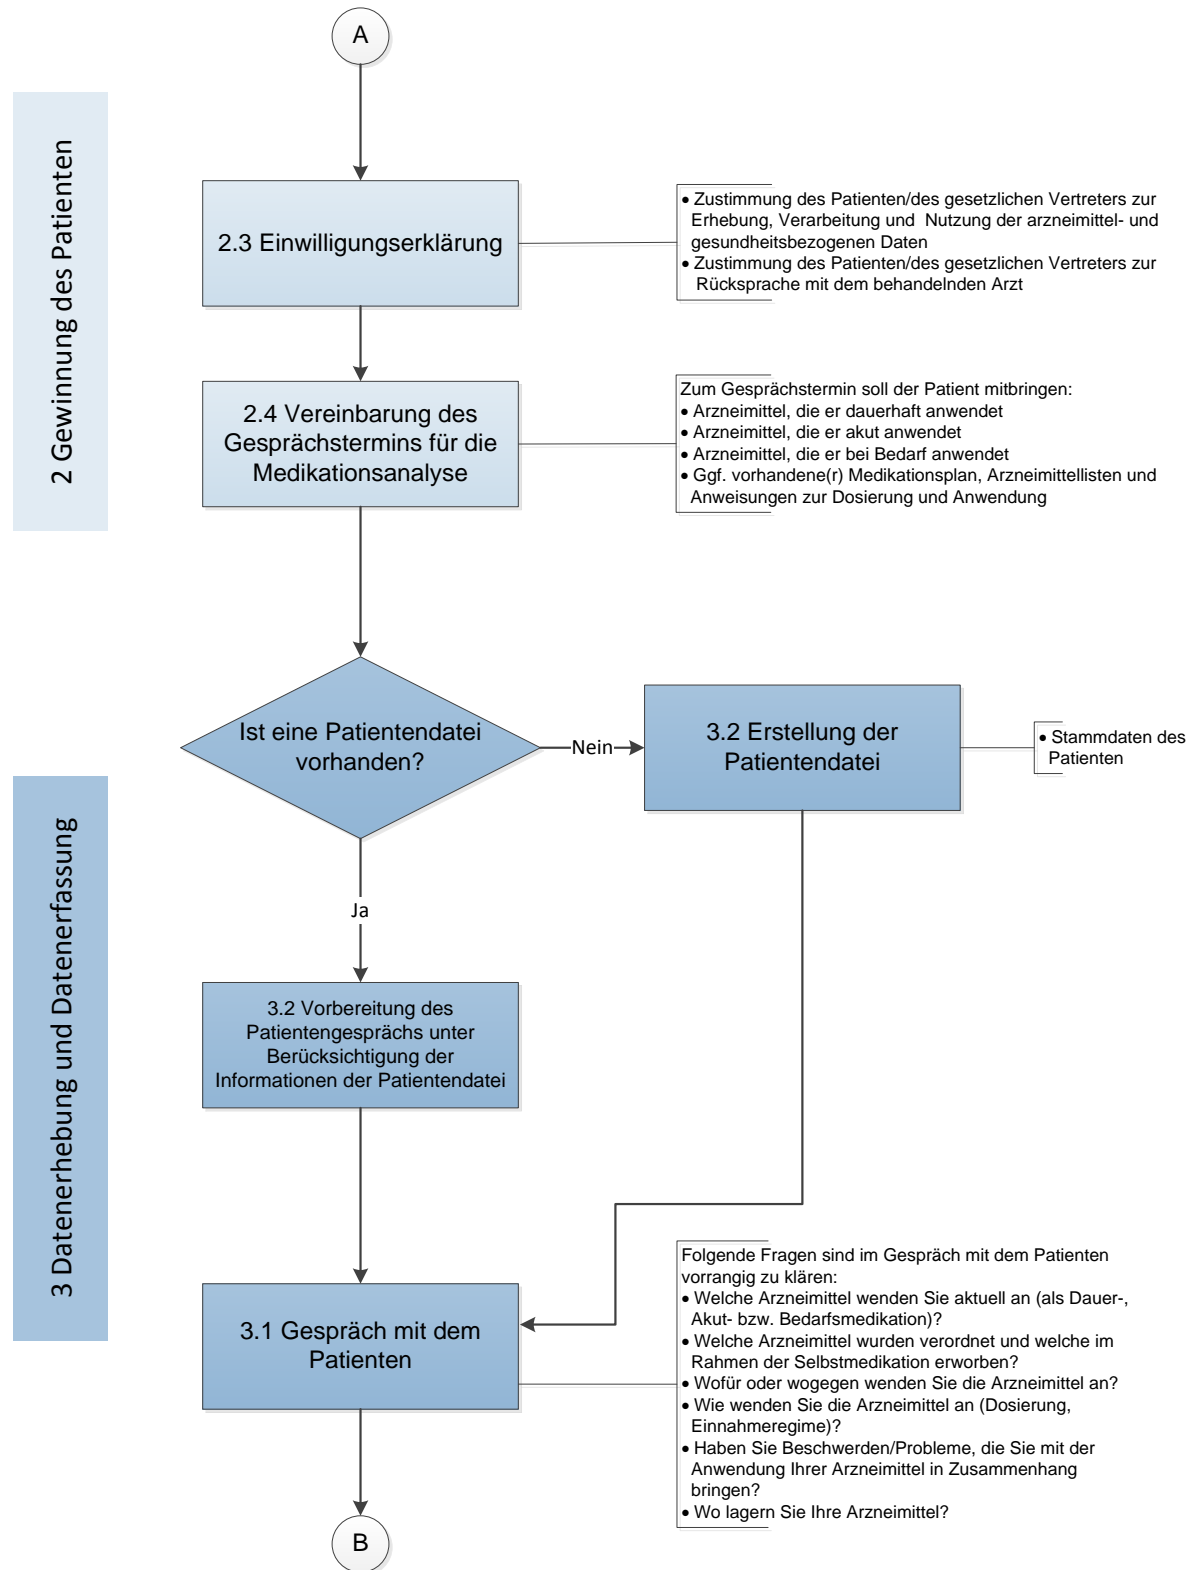 A
2 Gewinnung des Patienten
2.3 Einwilligungserklärung
• Zustimmung des Patienten/des gesetzlichen Vertreters zur
Erhebung, Verarbeitung und Nutzung der arzneimittel- und
gesundheitsbezogenen Daten
• Zustimmung des Patienten/des gesetzlichen Vertreters zur
Rücksprache mit dem behandelnden Arzt
2.4 Vereinbarung des
Gesprächstermins für die
Medikationsanalyse
Zum Gesprächstermin soll der Patient mitbringen:
• Arzneimittel, die er dauerhaft anwendet
• Arzneimittel, die er akut anwendet
• Arzneimittel, die er bei Bedarf anwendet
• Ggf. vorhandene(r) Medikationsplan, Arzneimittellisten und
Anweisungen zur Dosierung und Anwendung
3 Datenerhebung und Datenerfassung
Ist eine Patientendatei
vorhanden?
Nein
3.2 Erstellung der
Patientendatei
• Stammdaten des
Patienten
Ja
3.2 Vorbereitung des
Patientengesprächs unter
Berücksichtigung der
Informationen der Patientendatei
3.1 Gespräch mit dem
Patienten
Folgende Fragen sind im Gespräch mit dem Patienten
vorrangig zu klären:
• Welche Arzneimittel wenden Sie aktuell an (als Dauer-,
Akut- bzw. Bedarfsmedikation)?
• Welche Arzneimittel wurden verordnet und welche im
Rahmen der Selbstmedikation erworben?
• Wofür oder wogegen wenden Sie die Arzneimittel an?
• Wie wenden Sie die Arzneimittel an (Dosierung,
Einnahmeregime)?
• Haben Sie Beschwerden/Probleme, die Sie mit der
Anwendung Ihrer Arzneimittel in Zusammenhang
bringen?
• Wo lagern Sie Ihre Arzneimittel?
B